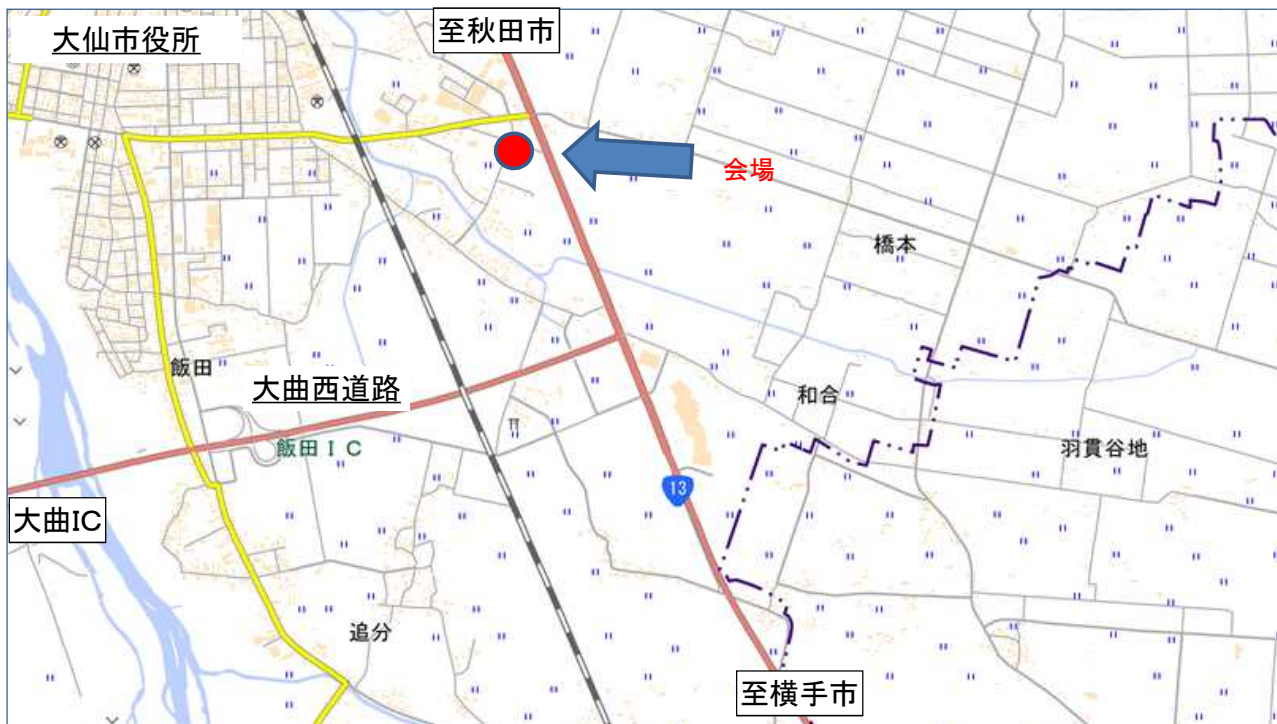 大仙市役所
至秋田市
会場
橋本
飯田
大曲西道路
和合
飯田IC
羽貫谷地
13
大曲IC
追分
至横手市